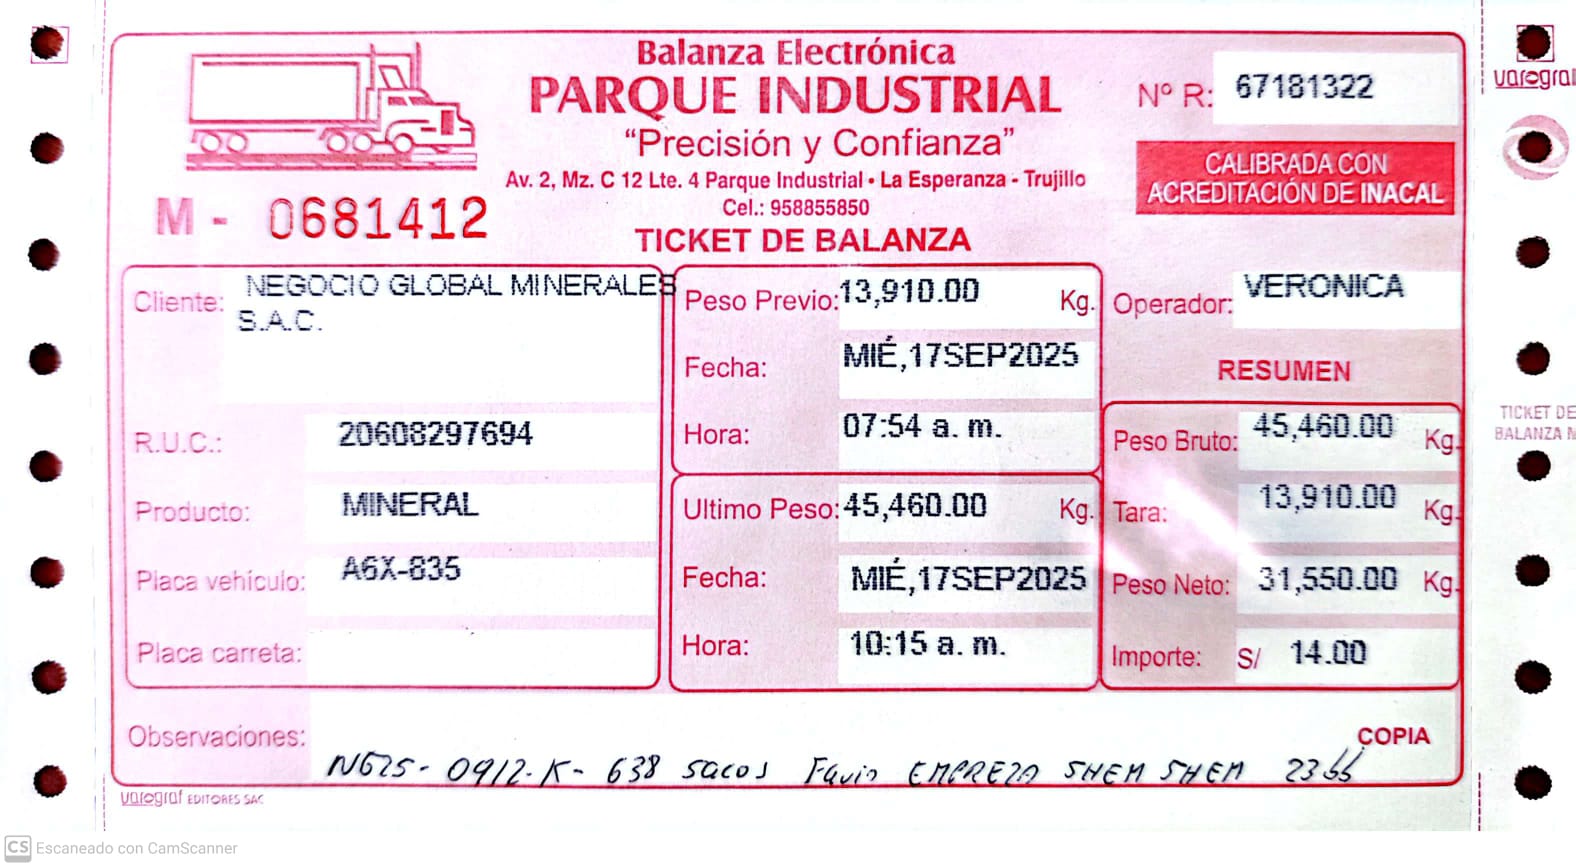 Balanza Electrónica
PARQUE INDUSTRIAL
“Precisión y Confianza”
Av. 2, Mz. C 12 Lte. 4 Parque Industrial • La Esperanza - Trujillo
Cel.: 958855850
TICKET DE BALANZA
M - 0681412
Nº R: 67181322
CALIBRADA CON
ACREDITACIÓN DE INACAL
Cliente: NEGOCIO GLOBAL MINERALES
S.A.C.
R.U.C.: 20608297694
Producto: MINERAL
Placa vehículo: A6X-835
Placa carreta:
Peso Previo: 13,910.00 Kg.
Fecha: MIÉ,17SEP2025
Hora: 07:54 a. m.
Ultimo Peso: 45,460.00 Kg.
Fecha: MIÉ,17SEP2025
Hora: 10:15 a. m.
Operador: VERONICA
RESUMEN
Peso Bruto: 45,460.00 Kg.
Tara: 13,910.00 Kg.
Peso Neto: 31,550.00 Kg.
Importe: S/ 14.00
Observaciones:
COPIA
NG25-0912-K- 638 sacos EMPREZA SHEM SHEM
varograf EDITORES SAC
varograf
TICKET DE
BALANZA M
CS Escaneado con CamScanner